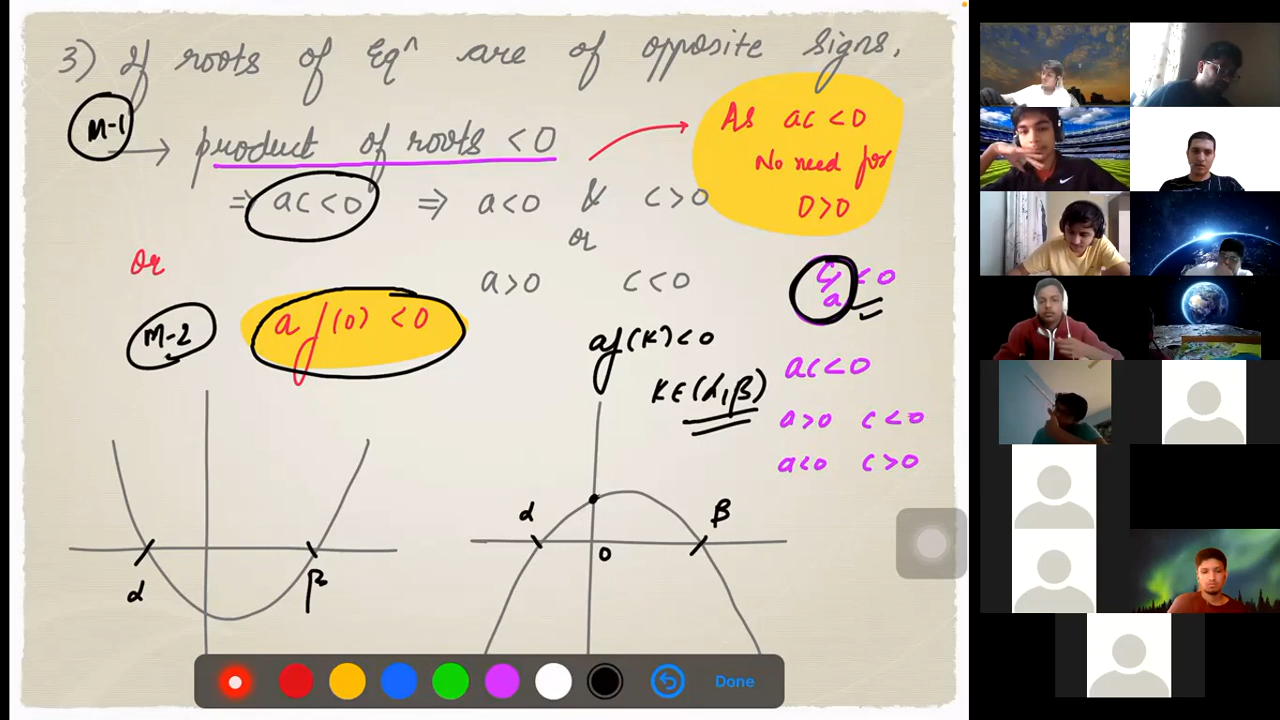 3) If roots of Eqⁿ are of opposite signs.
M-1
→ product of roots < 0
⇒ ac < 0 ⇒ a < 0 & c > 0
or
a > 0 c < 0
As ac < 0
No need for
D > 0
or
M-2
a f(0) < 0
c/a < 0
ac < 0
a > 0 c < 0
a < 0 c > 0
af(K) < 0
K ∈ (α, β)
α β
α β
0
Done